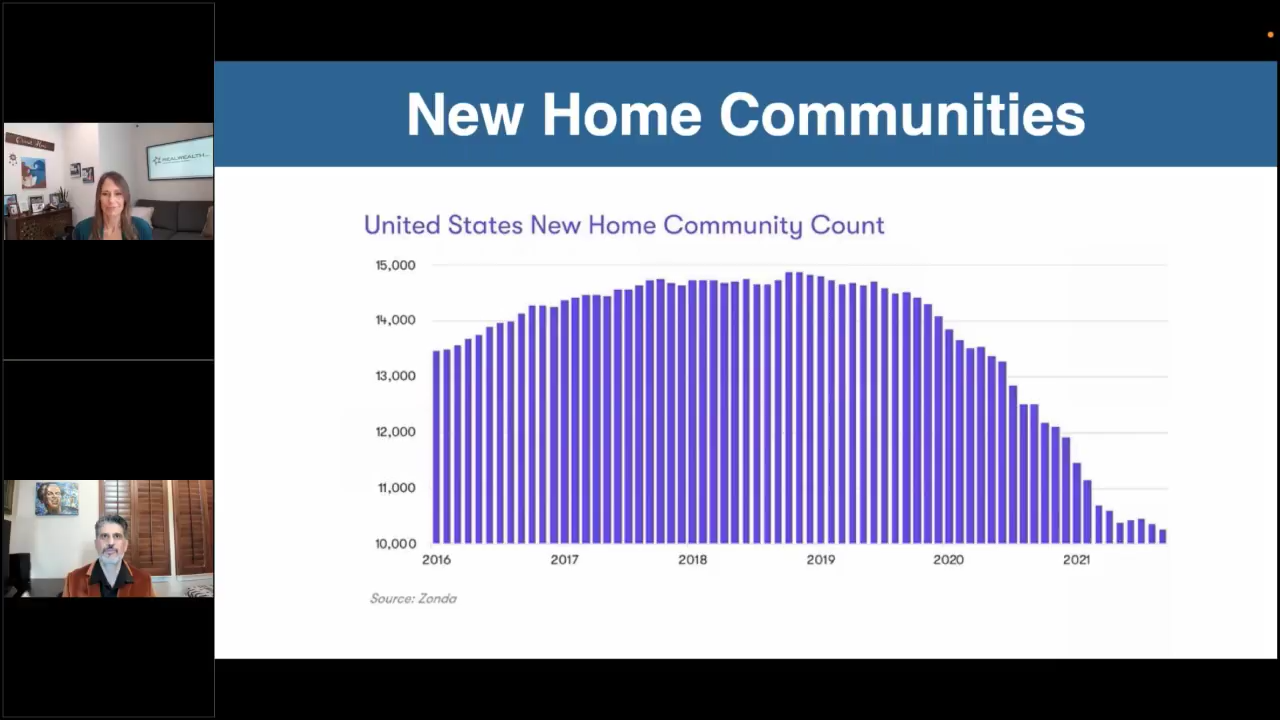 New Home Communities
United States New Home Community Count
15,000
14,000
13,000
12,000
11,000
10,000
2016 2017 2018 2019 2020 2021
Source: Zonda
REALWEALTH